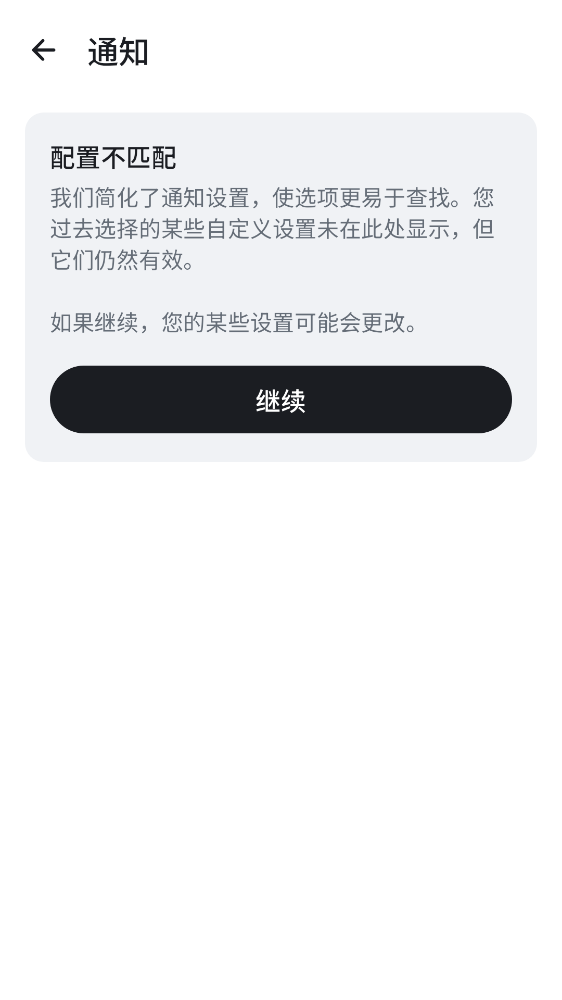 通知
配置不匹配
我们简化了通知设置，使选项更易于查找。您
过去选择的某些自定义设置未在此处显示，但
它们仍然有效。
如果继续，您的某些设置可能会更改。
继续